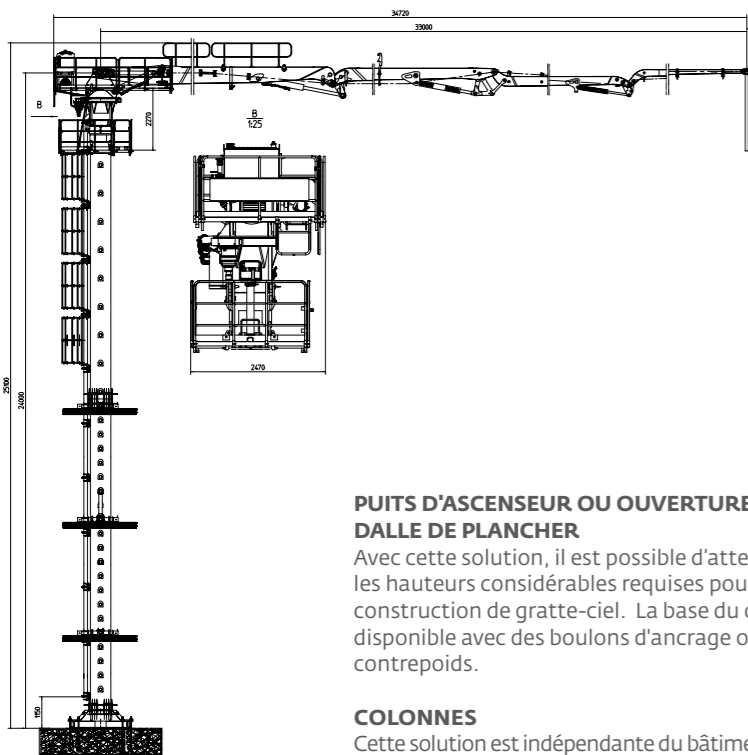 34720
33000
B
2270
B
1:25
2470
25100
24000
1150
PUITS D'ASCENSEUR OU OUVERTURE
DALLE DE PLANCHER
Avec cette solution, il est possible d'atte
les hauteurs considérables requises pou
construction de gratte-ciel. La base du
disponible avec des boulons d'ancrage o
contrepoids.
COLONNES
Cette solution est indépendante du bâtime